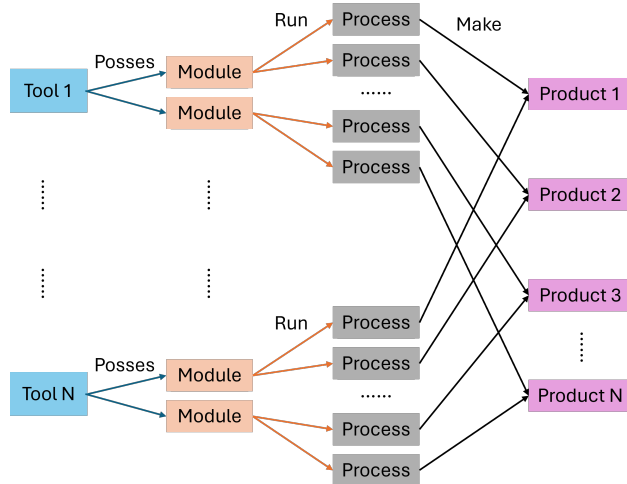 Run
Process
Make
Posses
Module
Process
Tool 1
......
Product 1
Module
Process
Process
......
......
Product 2
......
......
Product 3
Run
Process
......
Posses
Module
Process
Tool N
......
Product N
Module
Process
Process